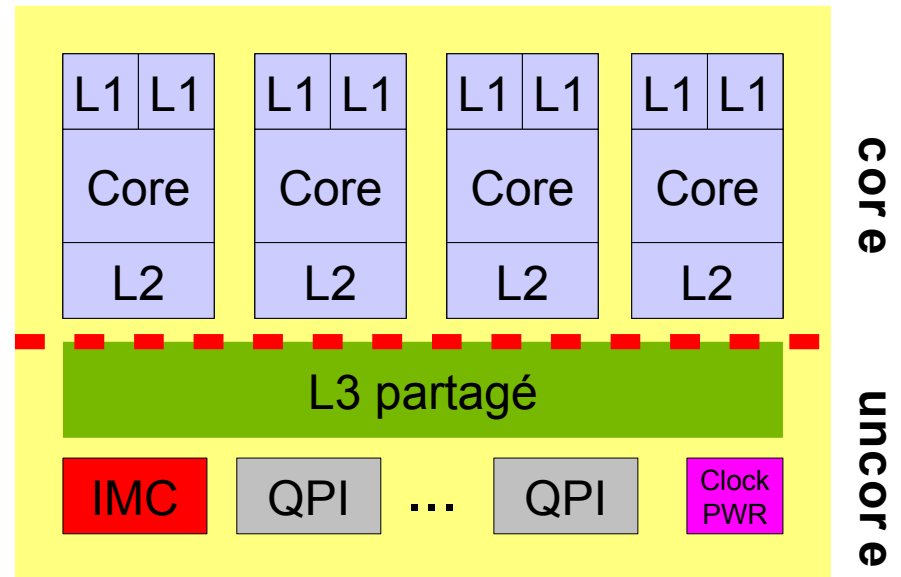 L1 L1 L1 L1 L1 L1 L1 L1
Core Core Core Core
L2 L2 L2 L2
core
L3 partagé
IMC QPI ... QPI Clock
PWR
uncore